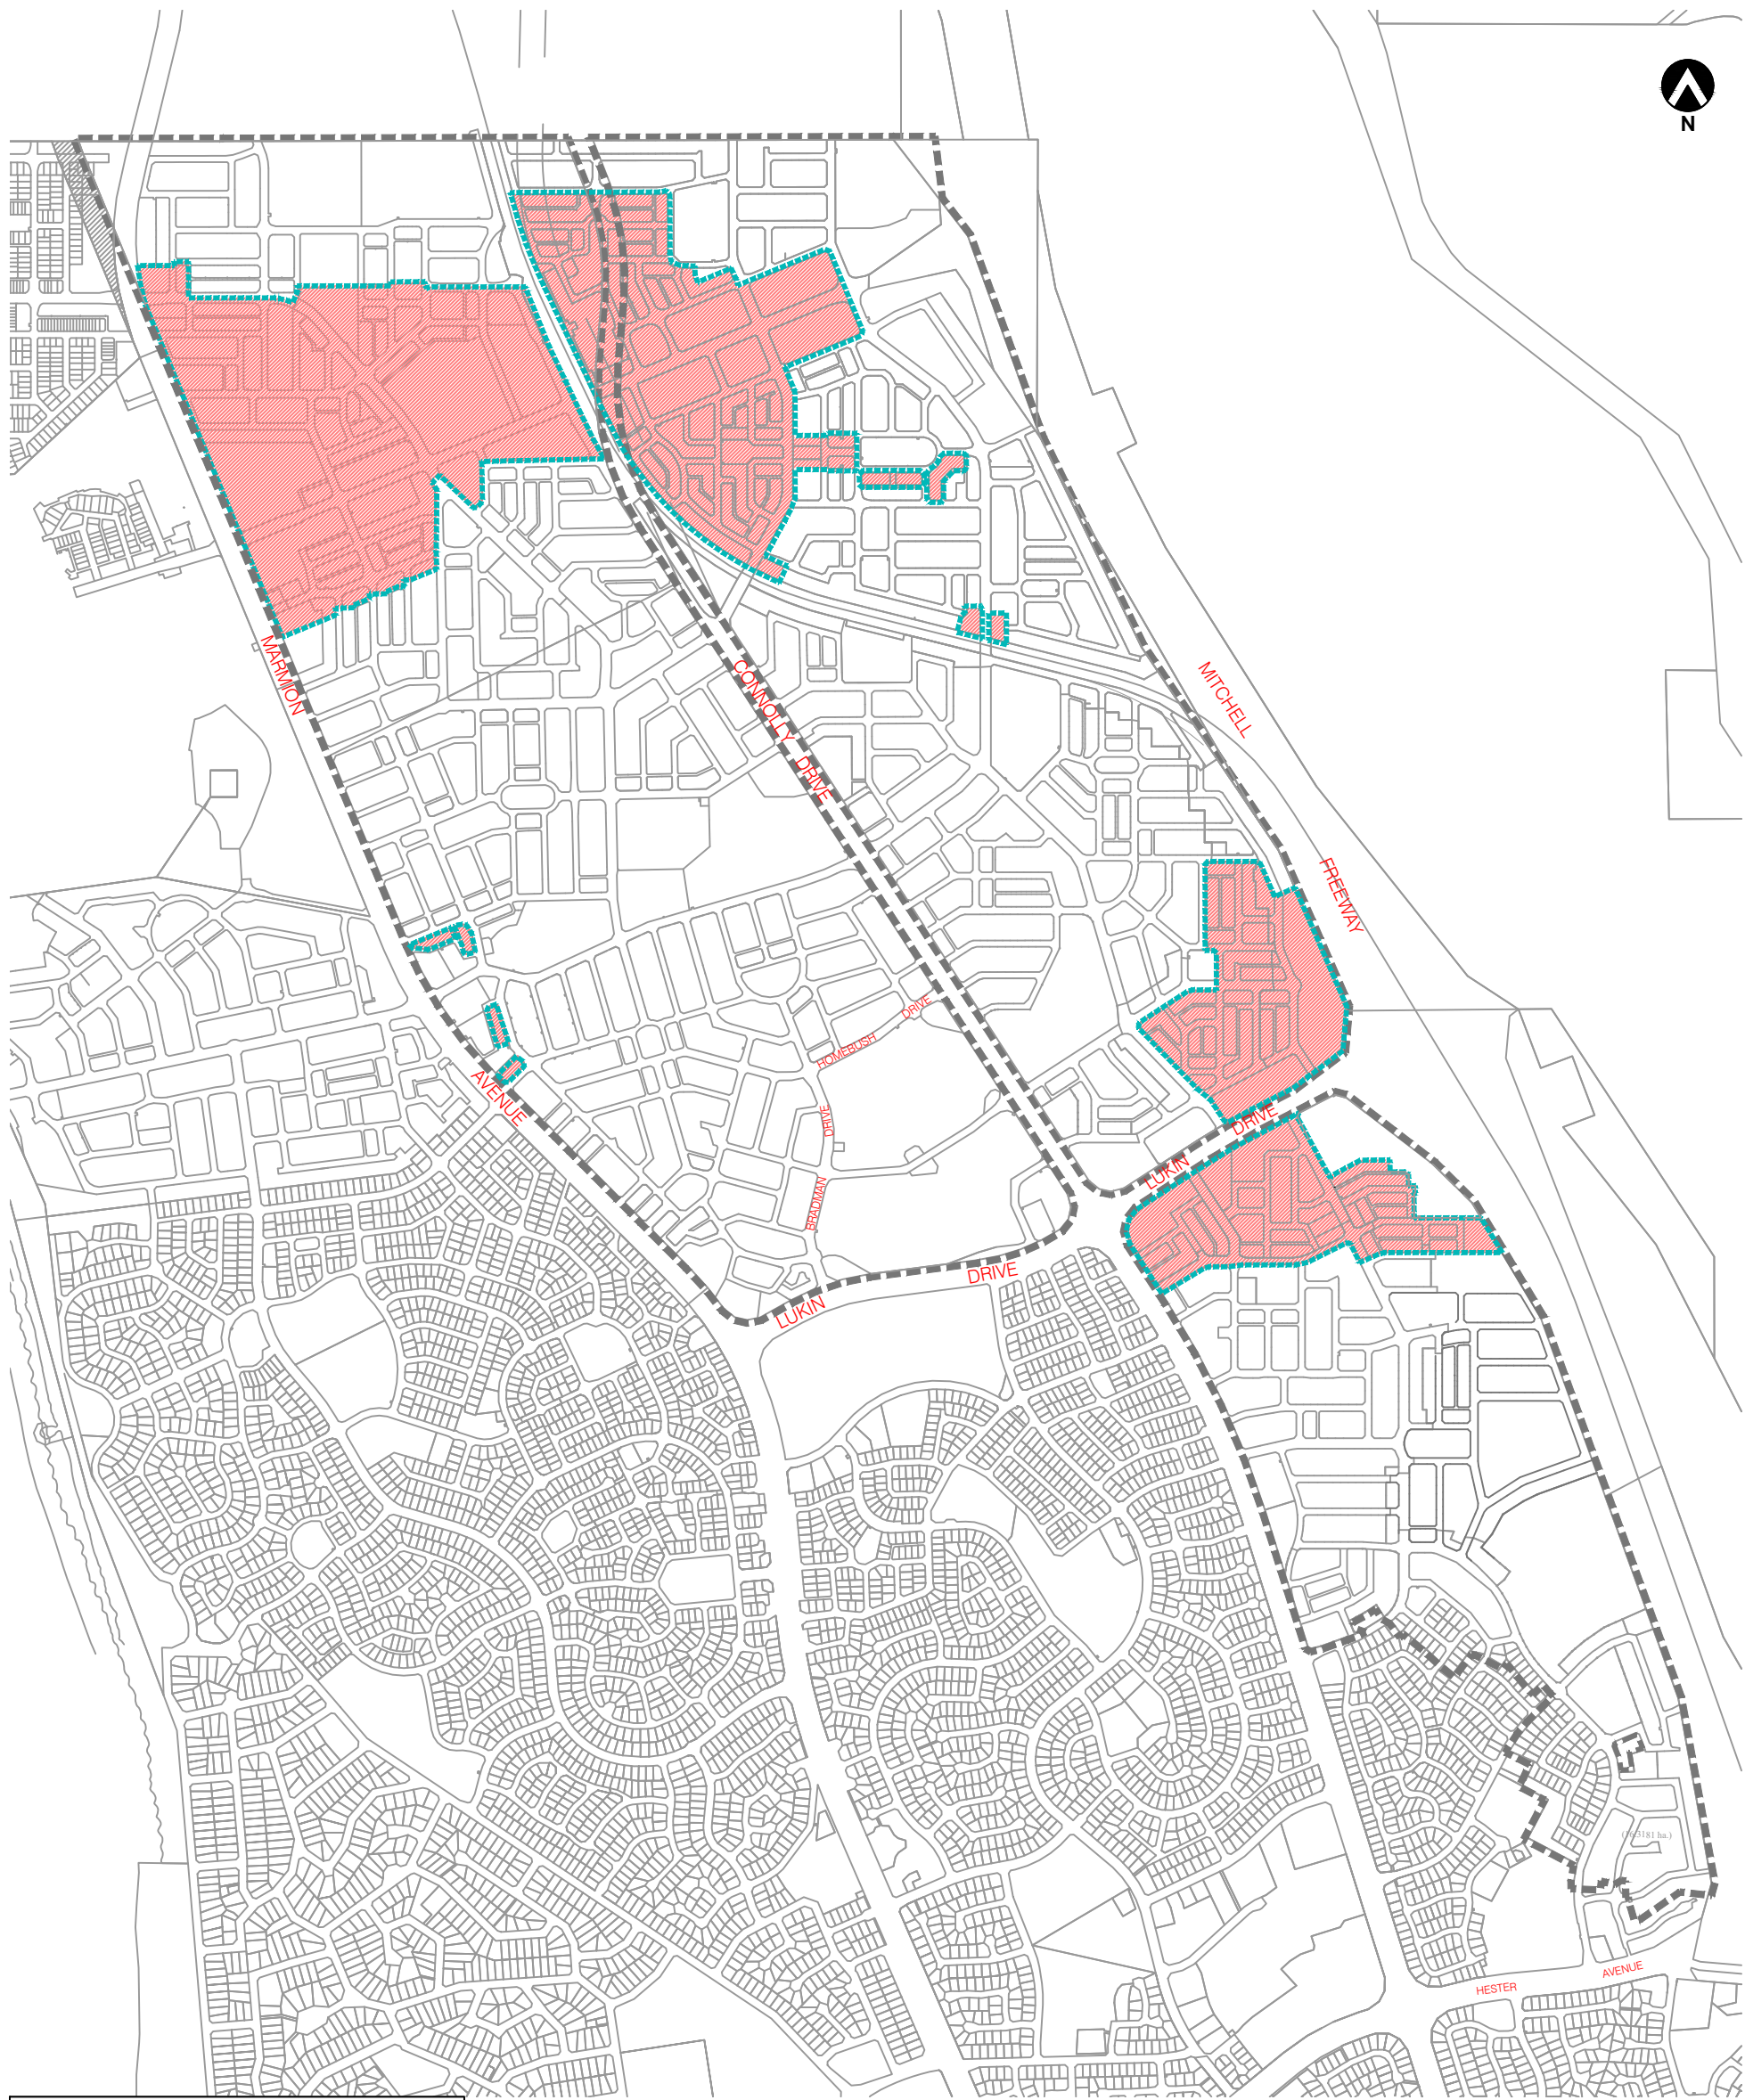 N
MARMION
CONNOLLY DRIVE
MITCHELL
FREEWAY
HOMEBUSH DRIVE
AVENUE
DRIVE
BRADMAN
LUKIN DRIVE
LUKIN DRIVE
HESTER AVENUE